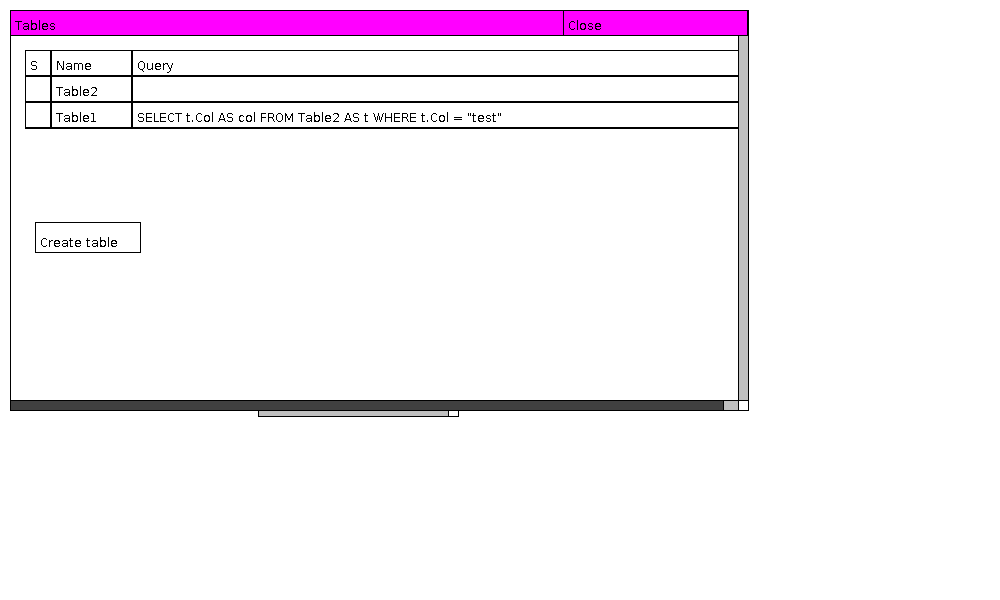 Tables Close
S Name Query
Table2
Table1 SELECT t.Col AS col FROM Table2 AS t WHERE t.Col = "test"
Create table